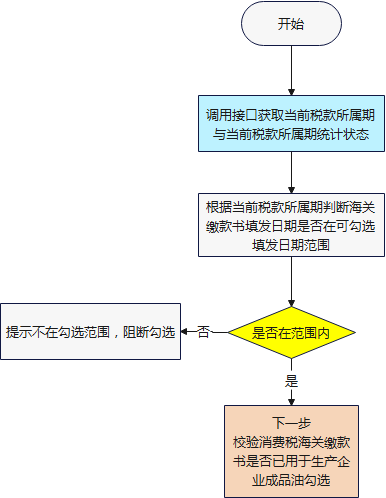 开始
调用接口获取当前税款所属期
与当前税款所属期统计状态
根据当前税款所属期判断海关
缴款书填发日期是否在可勾选
填发日期范围
提示不在勾选范围，阻断勾选
否
是否在范围内
是
下一步
校验消费税海关缴款
书是否已用于生产企
业成品油勾选